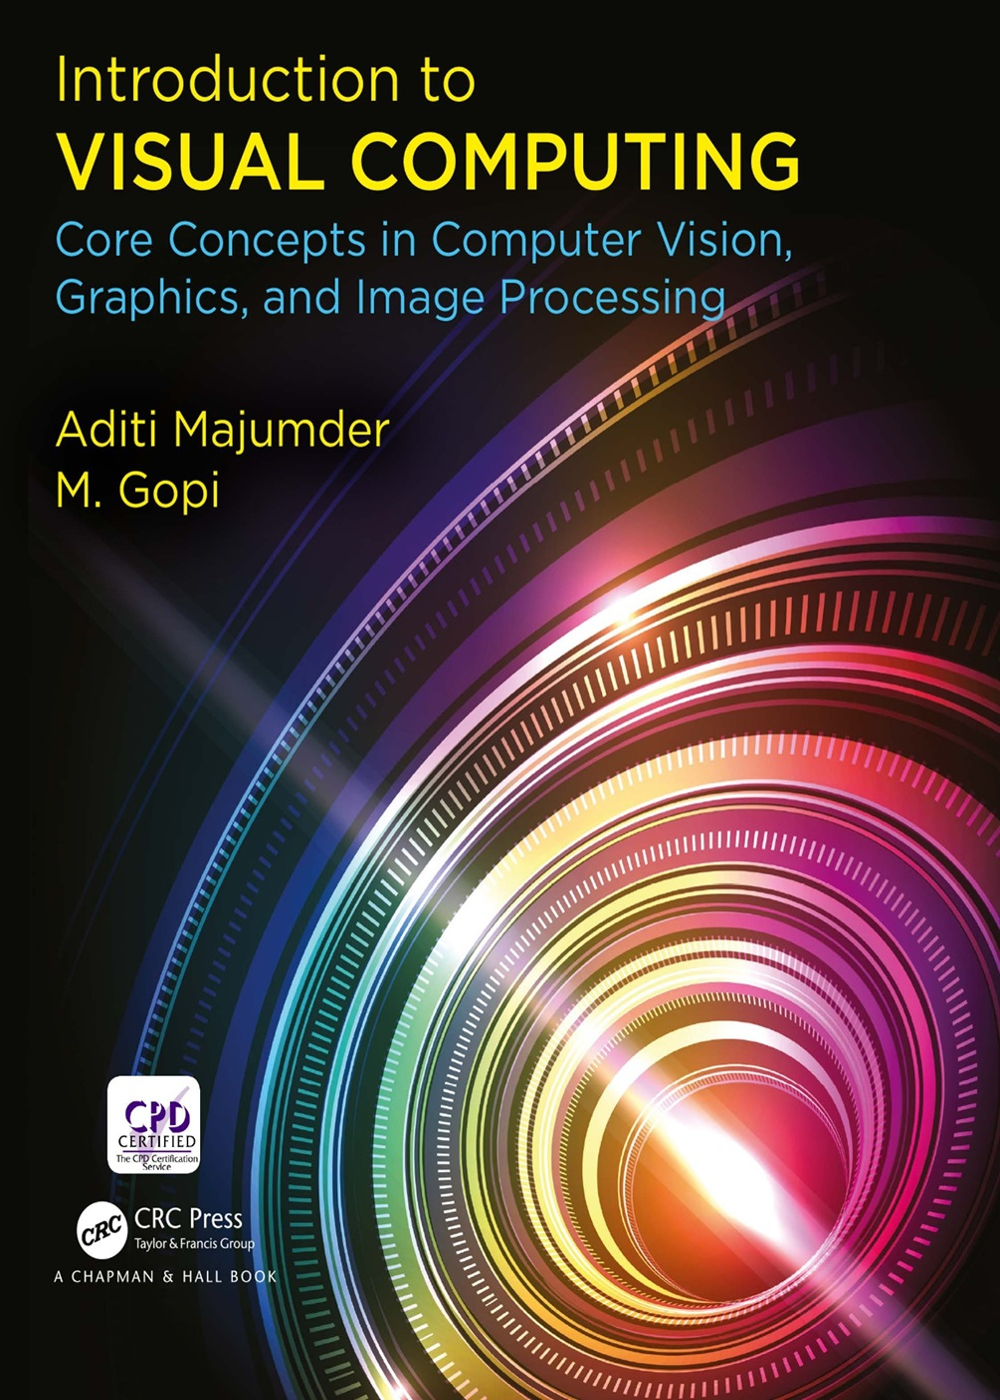 Introduction to
VISUAL COMPUTING
Core Concepts in Computer Vision,
Graphics, and Image Processing
Aditi Majumder
M. Gopi
CPD
CERTIFIED
The CPD Certification
Service
CRC
CRC Press
Taylor & Francis Group
A CHAPMAN & HALL BOOK